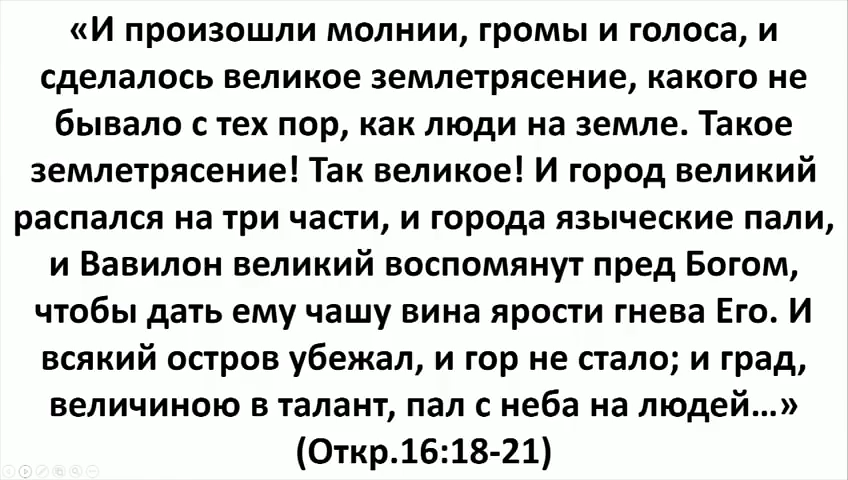 «И произошли молнии, громы и голоса, и
сделалось великое землетрясение, какого не
бывало с тех пор, как люди на земле. Такое
землетрясение! Так великое! И город великий
распался на три части, и города языческие пали,
и Вавилон великий воспомянут пред Богом,
чтобы дать ему чашу вина ярости гнева Его. И
всякий остров убежал, и гор не стало; и град,
величиною в талант, пал с неба на людей...»
(Откр.16:18-21)